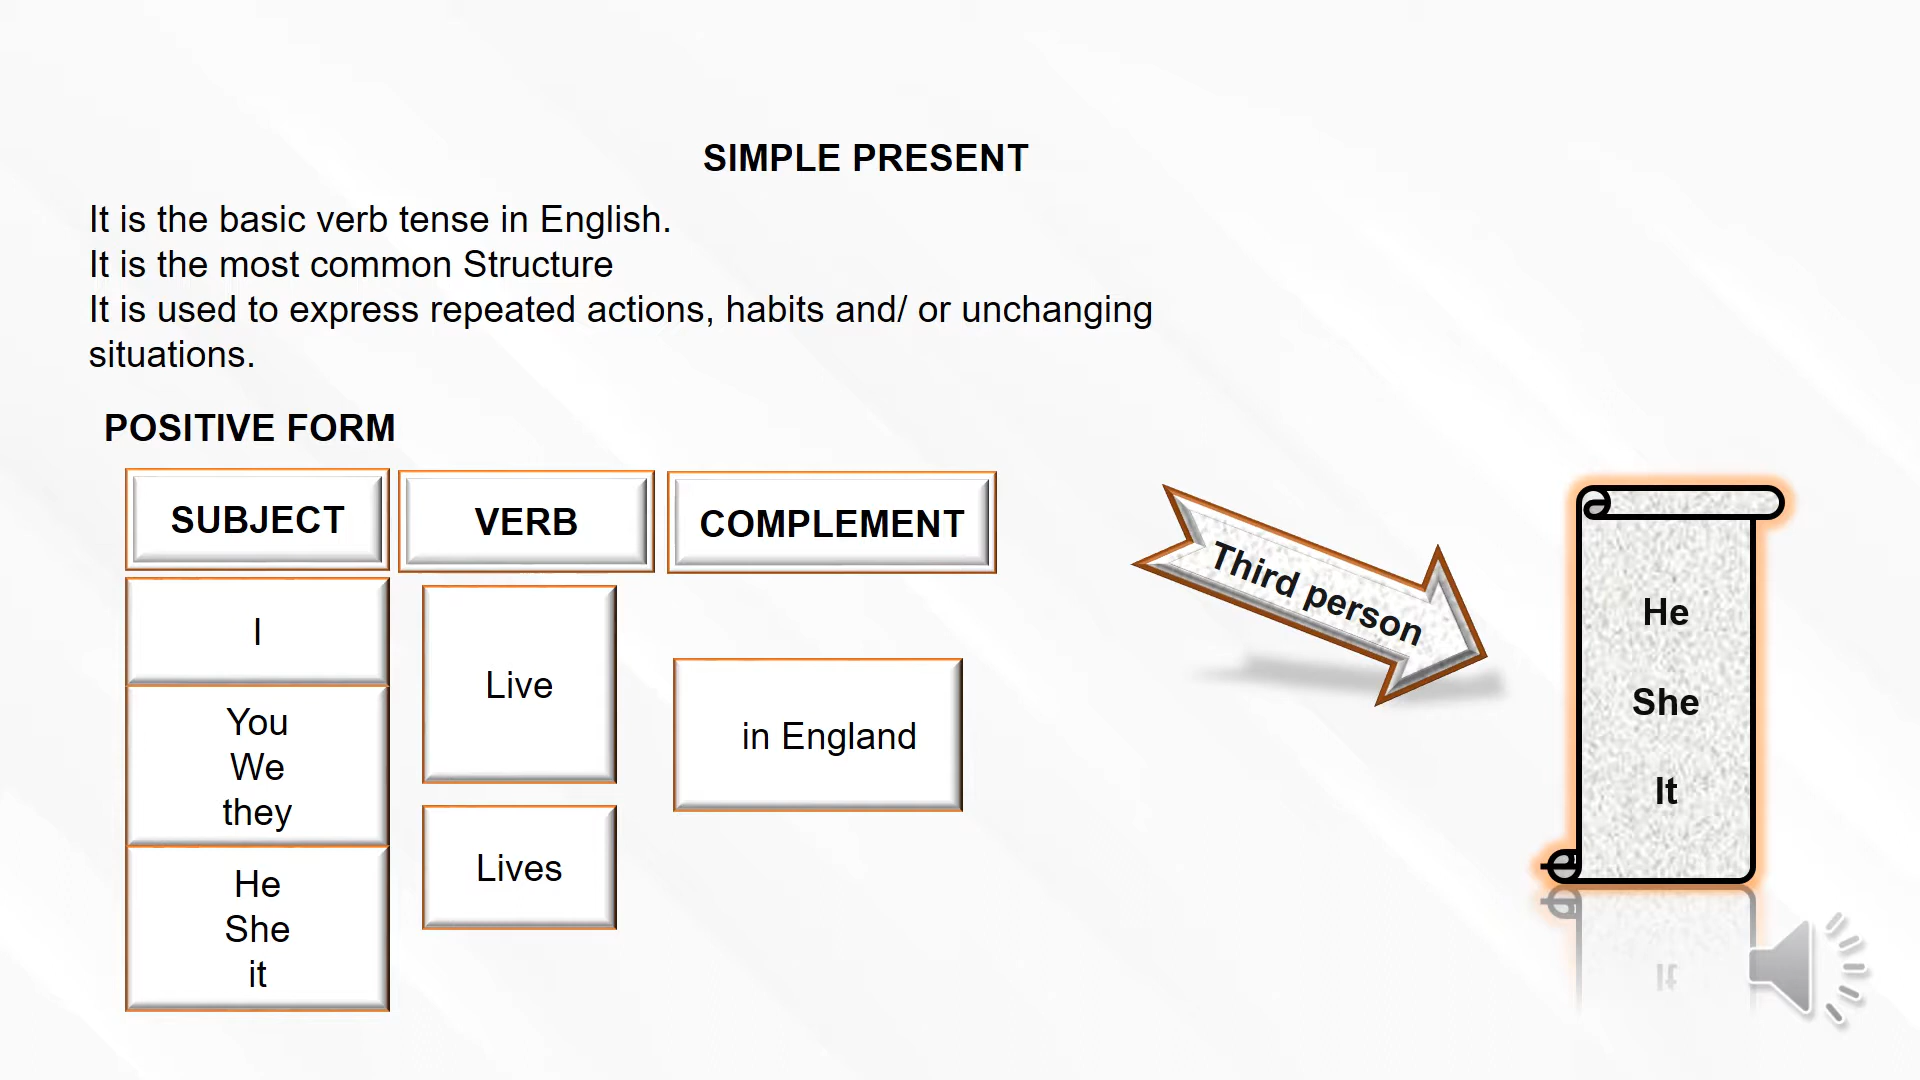 SIMPLE PRESENT
It is the basic verb tense in English.
It is the most common Structure
It is used to express repeated actions, habits and/ or unchanging
situations.
POSITIVE FORM
SUBJECT
VERB
COMPLEMENT
I
You
We
they
He
She
it
Live
Lives
in England
Third person
He
She
It